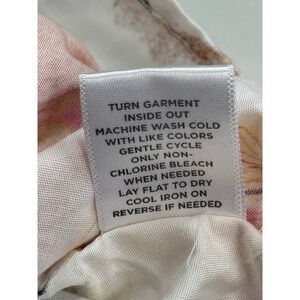 TURN GARMENT
INSIDE OUT
MACHINE WASH COLD
WITH LIKE COLORS
GENTLE CYCLE
ONLY NON-
CHLORINE BLEACH
WHEN NEEDED
LAY FLAT TO DRY
COOL IRON ON
REVERSE IF NEEDED